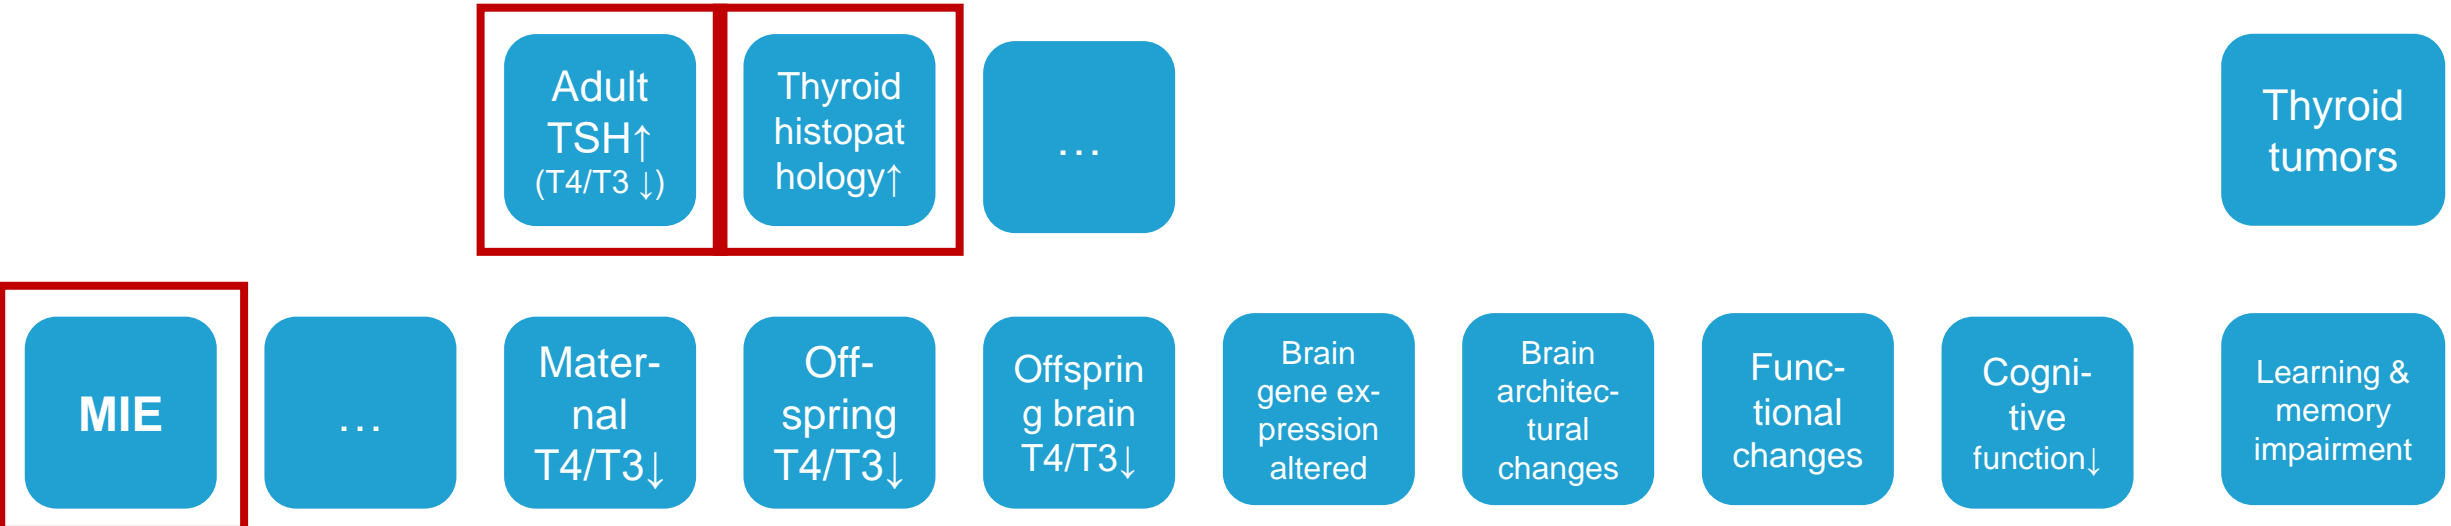 Adult
TSH↑
(T4/T3 ↓)
Thyroid
histopat
hology↑
…
Thyroid
tumors
MIE
…
Mater-
nal
T4/T3↓
Off-
spring
T4/T3↓
Offsprin
g brain
T4/T3↓
Brain
gene ex-
pression
altered
Brain
architec-
tural
changes
Func-
tional
changes
Cogni-
tive
function↓
Learning &
memory
impairment